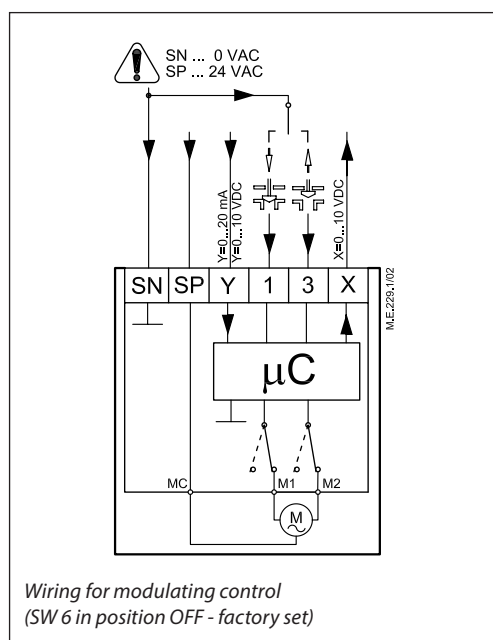 SN ... 0 VAC
SP ... 24 VAC
Y=0...20 mA
Y=0...10 VDC
X=0...10 VDC
SN SP Y 1 3 X
M.E.229.1/02
µC
MC M1 M2
M
Wiring for modulating control
(SW 6 in position OFF - factory set)